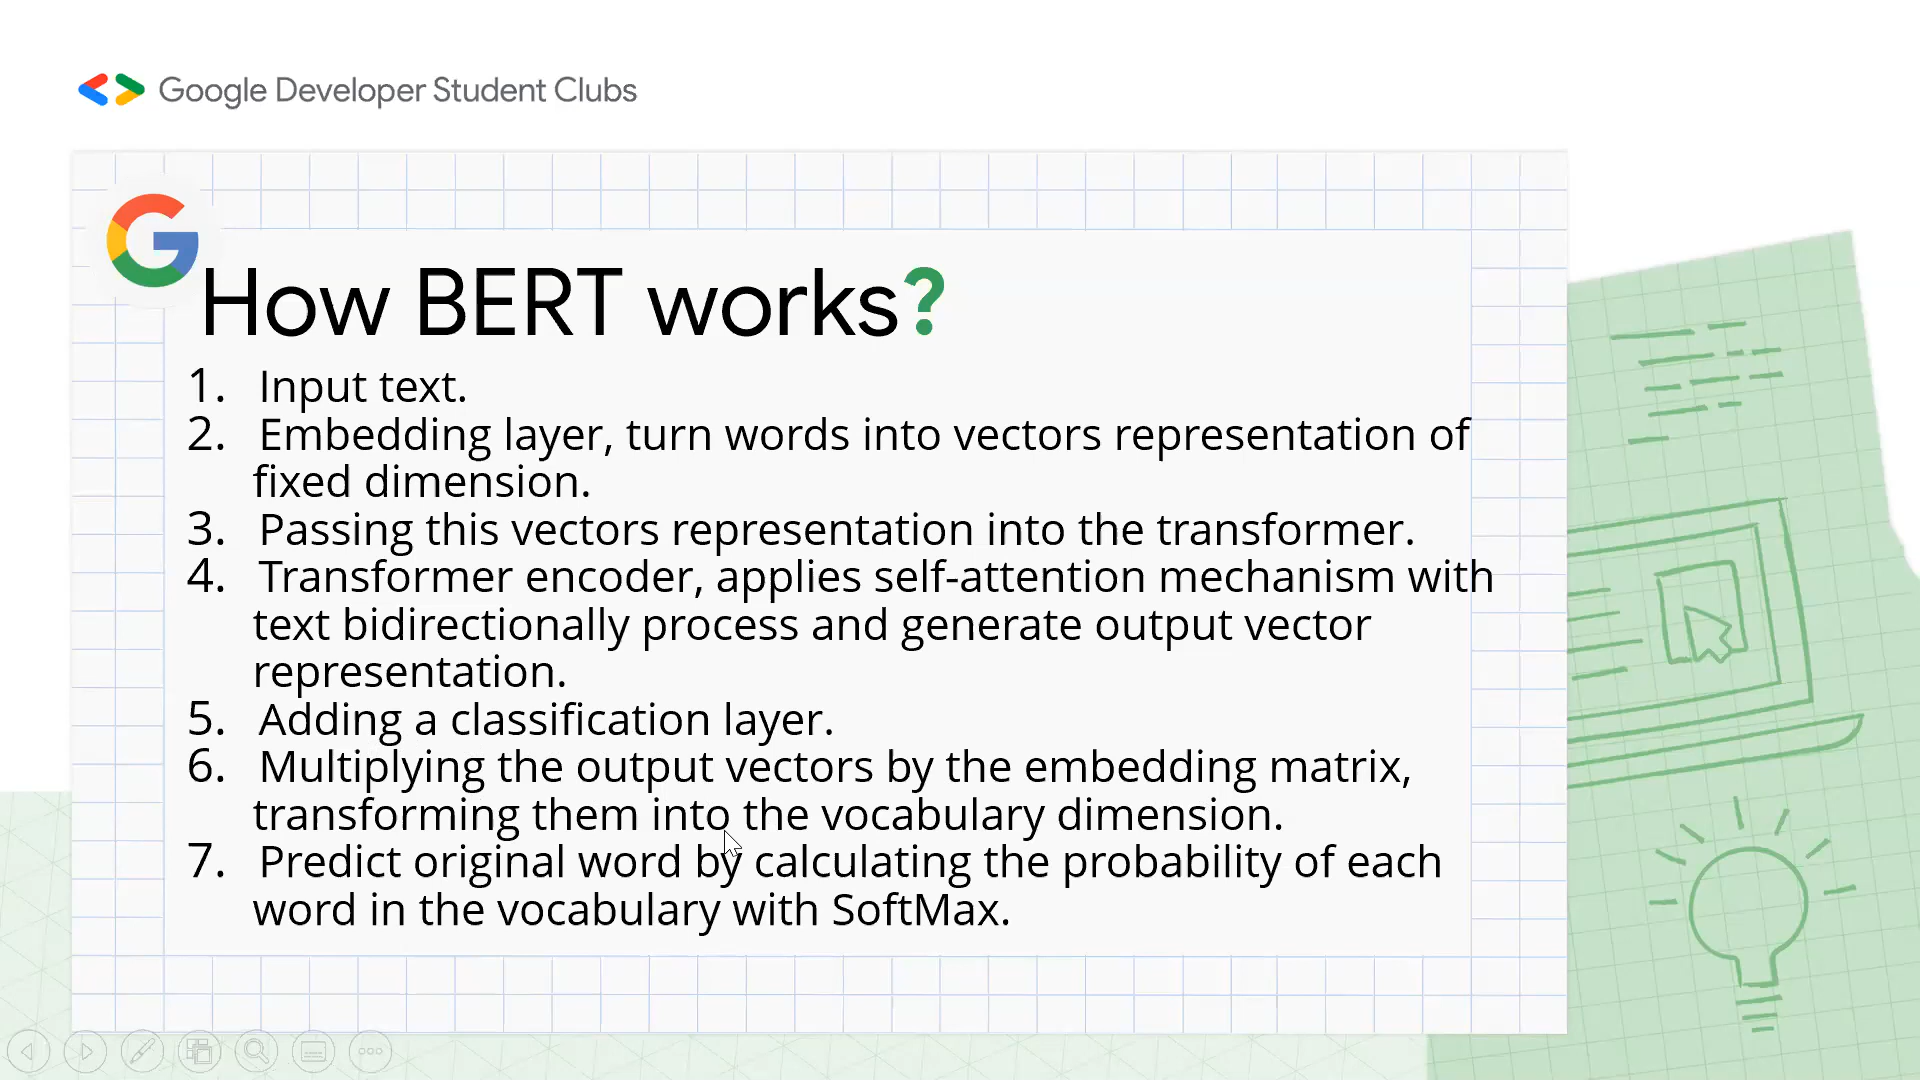 Google Developer Student Clubs
How BERT works?
1. Input text.
2. Embedding layer, turn words into vectors representation of
fixed dimension.
3. Passing this vectors representation into the transformer.
4. Transformer encoder, applies self-attention mechanism with
text bidirectionally process and generate output vector
representation.
5. Adding a classification layer.
6. Multiplying the output vectors by the embedding matrix,
transforming them into the vocabulary dimension.
7. Predict original word by calculating the probability of each
word in the vocabulary with SoftMax.